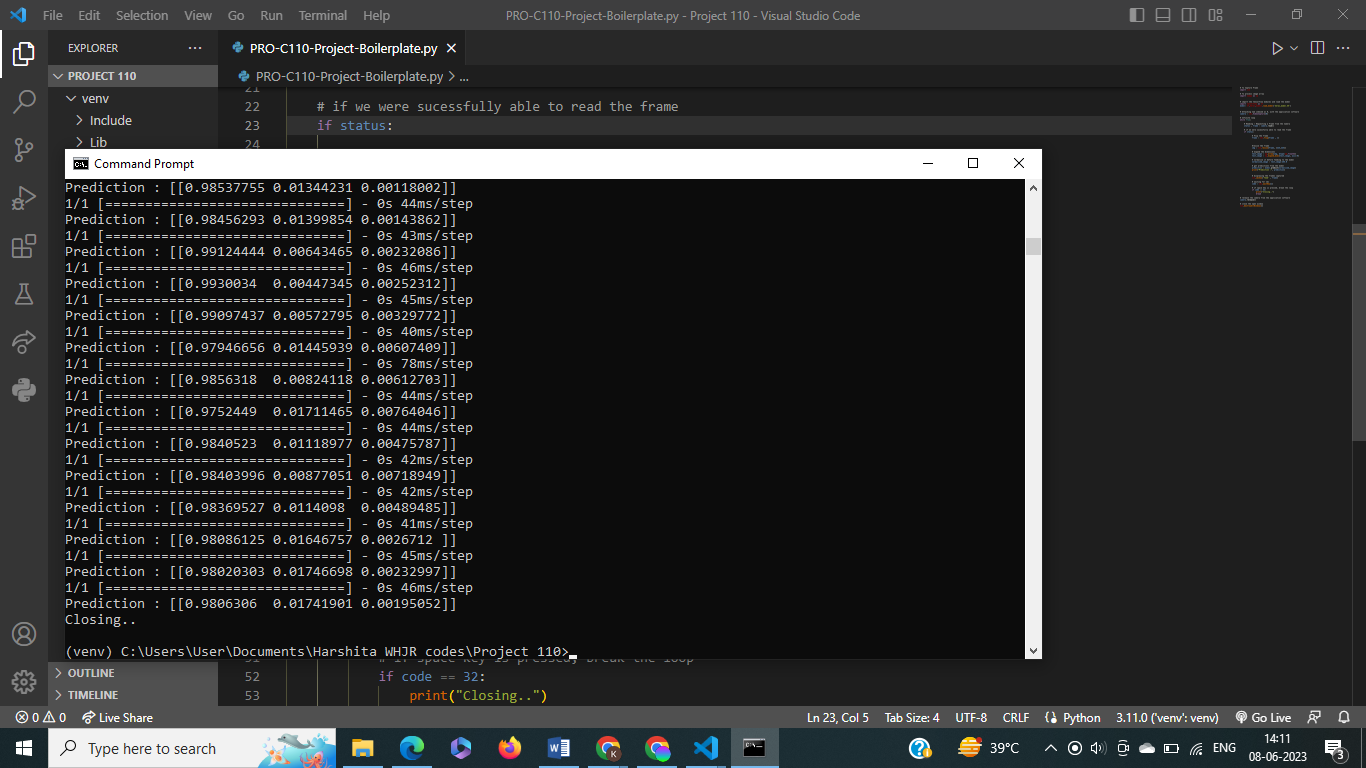 File Edit Selection View Go Run Terminal Help PRO-C110-Project-Boilerplate.py - Project 110 - Visual Studio Code
EXPLORER
PRO-C110-Project-Boilerplate.py
PROJECT 110
PRO-C110-Project-Boilerplate.py > ...
venv
Include
Lib
21
22 # if we were sucessfully able to read the frame
23 if status:
24
Command Prompt
Prediction : [[0.98537755 0.01344231 0.00118002]]
1/1 [==============================] - 0s 44ms/step
Prediction : [[0.98456293 0.01399854 0.00143862]]
1/1 [==============================] - 0s 43ms/step
Prediction : [[0.99124444 0.00643465 0.00232086]]
1/1 [==============================] - 0s 46ms/step
Prediction : [[0.9930034  0.00447345 0.00252312]]
1/1 [==============================] - 0s 45ms/step
Prediction : [[0.99097437 0.00572795 0.00329772]]
1/1 [==============================] - 0s 40ms/step
Prediction : [[0.97946656 0.01445939 0.00607409]]
1/1 [==============================] - 0s 78ms/step
Prediction : [[0.9856318  0.00824118 0.00612703]]
1/1 [==============================] - 0s 44ms/step
Prediction : [[0.9752449  0.01711465 0.00764046]]
1/1 [==============================] - 0s 44ms/step
Prediction : [[0.9840523  0.01118977 0.00475787]]
1/1 [==============================] - 0s 42ms/step
Prediction : [[0.98403996 0.00877051 0.00718949]]
1/1 [==============================] - 0s 42ms/step
Prediction : [[0.98369527 0.0114098  0.00489485]]
1/1 [==============================] - 0s 41ms/step
Prediction : [[0.98086125 0.01646757 0.0026712 ]]
1/1 [==============================] - 0s 45ms/step
Prediction : [[0.98020303 0.01746698 0.00232997]]
1/1 [==============================] - 0s 46ms/step
Prediction : [[0.9806306  0.01741901 0.00195052]]
Closing..
(venv) C:\Users\User\Documents\Harshita WHJR codes\Project 110>
51 # if space key is pressed, break the loop
OUTLINE
52 if code == 32:
TIMELINE
53 print("Closing..")
0 0 Live Share Ln 23, Col 5 Tab Size: 4 UTF-8 CRLF Python 3.11.0 ('venv': venv) Go Live
Type here to search 39°C ENG 14:11
08-06-2023 3